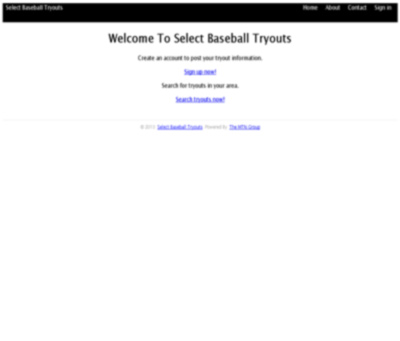 Select Baseball Tryouts Home About Contact Sign in
Welcome To Select Baseball Tryouts
Create an account to post your tryout information.
Sign up now!
Search for tryouts in your area.
Search tryouts now!
Select Baseball Tryouts Powered By The Group